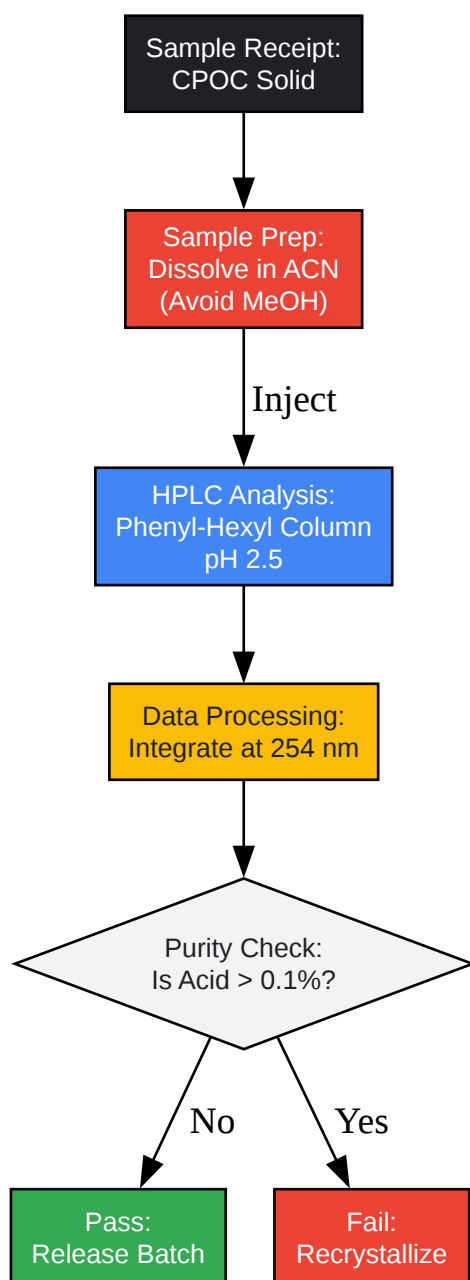 Sample Receipt:
CPOC Solid
Sample Prep:
Dissolve in ACN
(Avoid MeOH)
Inject
HPLC Analysis:
Phenyl-Hexyl Column
pH 2.5
Data Processing:
Integrate at 254 nm
Purity Check:
Is Acid > 0.1%?
No
Yes
Pass:
Release Batch
Fail:
Recrystallize